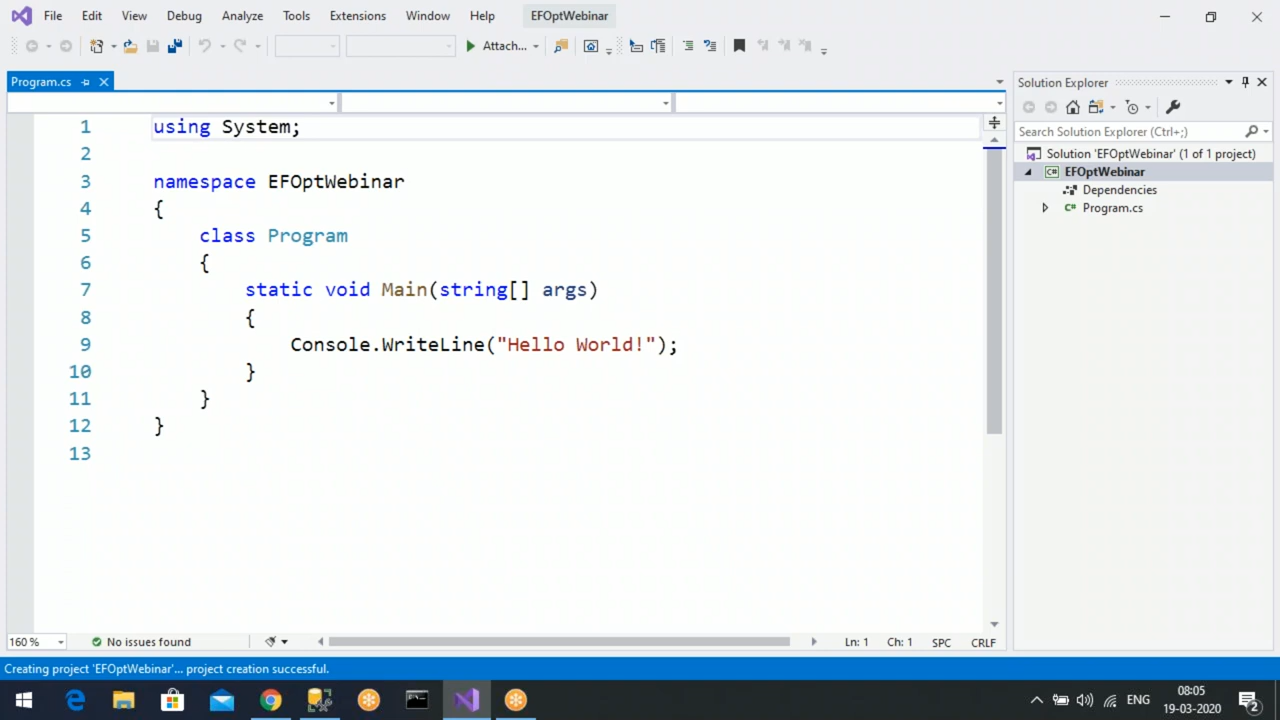 File Edit View Debug Analyze Tools Extensions Window Help EFOptWebinar
Attach...
Program.cs
Solution Explorer
Search Solution Explorer (Ctrl+;)
Solution 'EFOptWebinar' (1 of 1 project)
C# EFOptWebinar
Dependencies
C# Program.cs
1 using System;
2
3 namespace EFOptWebinar
4 {
5 class Program
6 {
7 static void Main(string[] args)
8 {
9 Console.WriteLine("Hello World!");
10 }
11 }
12 }
13
160 % No issues found Ln: 1 Ch: 1 SPC CRLF
Creating project 'EFOptWebinar'... project creation successful.
ENG
08:05
19-03-2020
2